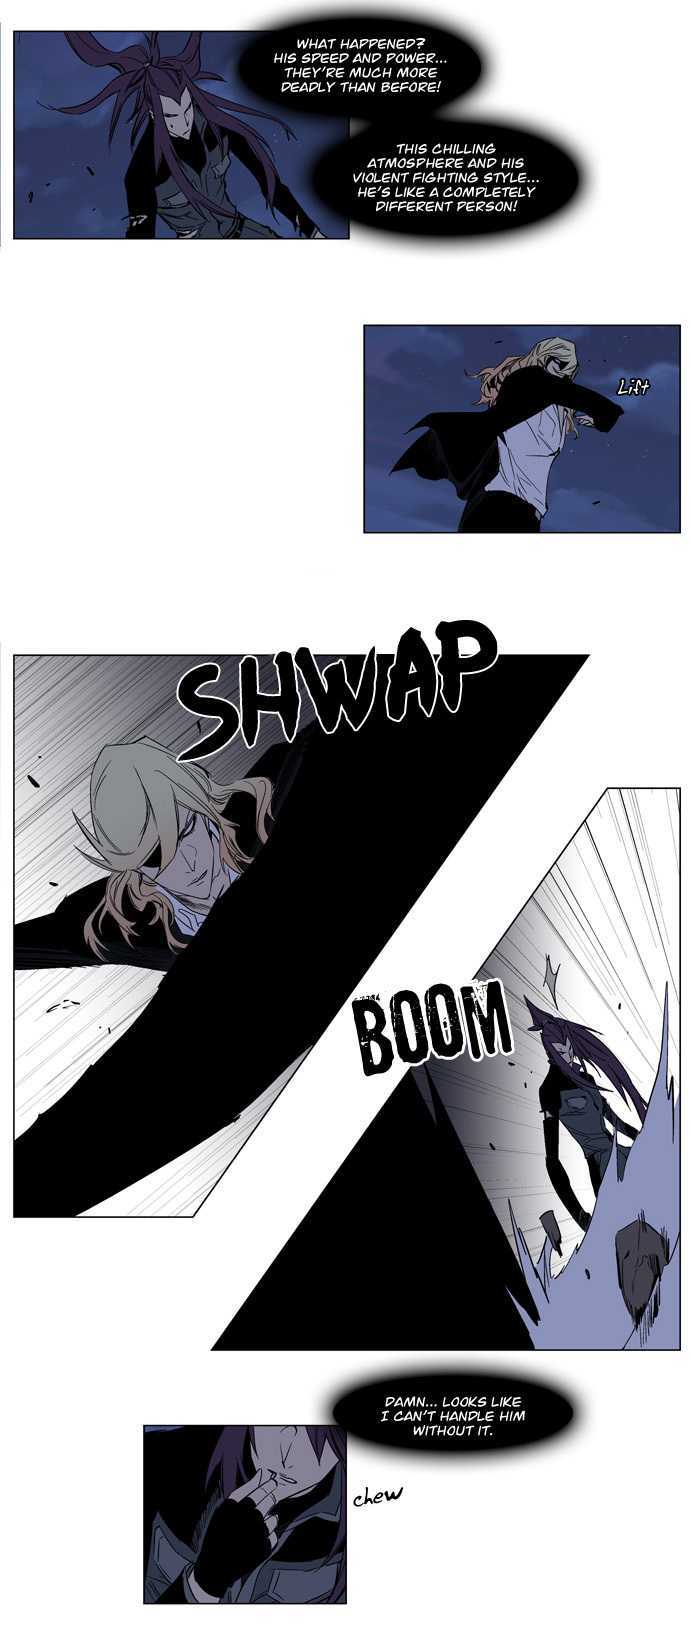 WHAT HAPPENED?
HIS SPEED AND POWER...
THEY'RE MUCH MORE
DEADLY THAN BEFORE!
THIS CHILLING
ATMOSPHERE AND HIS
VIOLENT FIGHTING STYLE...
HE'S LIKE A COMPLETELY
DIFFERENT PERSON!
Lift
SHWAP
BOOM
DAMN... LOOKS LIKE
I CAN'T HANDLE HIM
WITHOUT IT.
chew